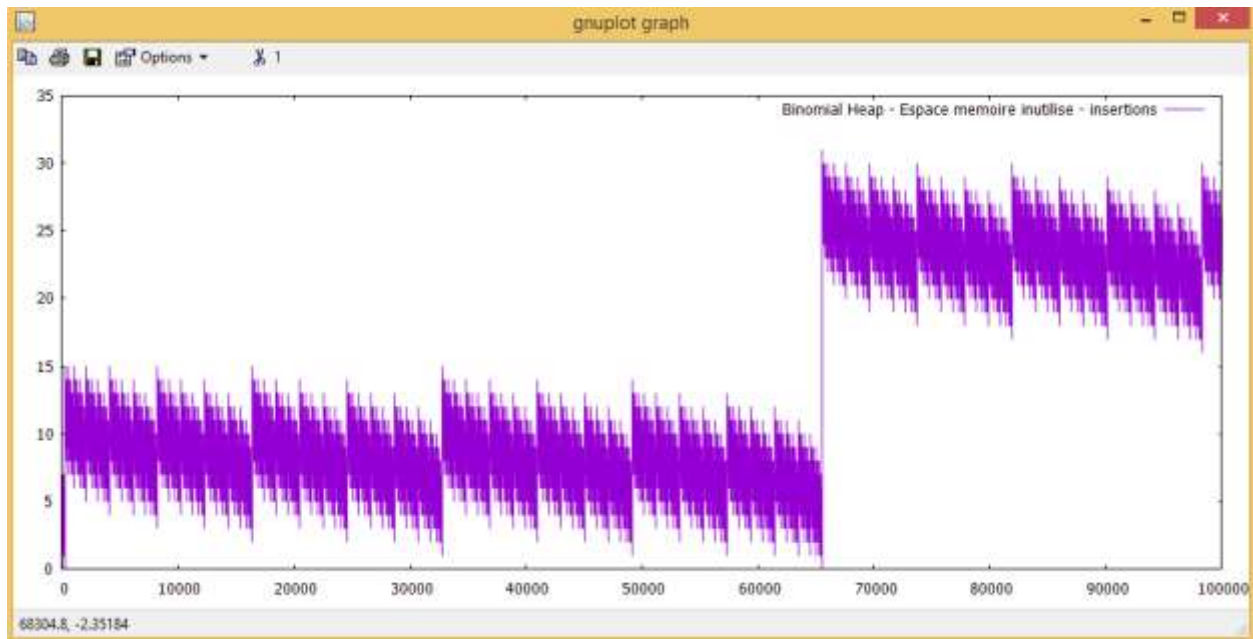 gnuplot graph
Options 1
35
Binomial Heap - Espace memoire inutilise - insertions
30
25
20
15
10
5
0
0 10000 20000 30000 40000 50000 60000 70000 80000 90000 100000
68304.8, -2.35184